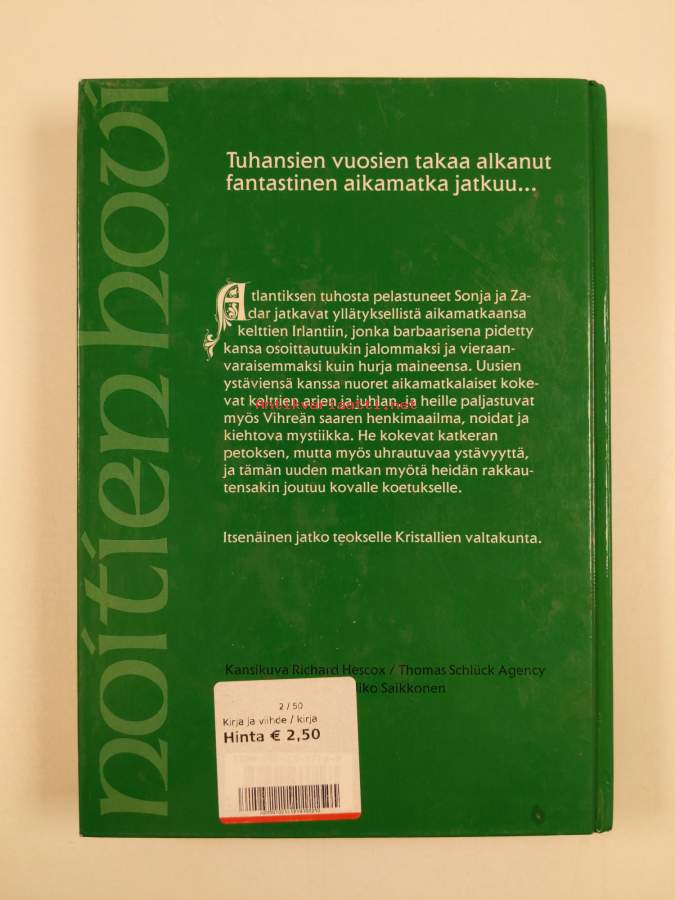 noitien hovi
Tuhansien vuosien takaa alkanut
fantastinen aikamatka jatkuu...
Atlantiksen tuhosta pelastuneet Sonja ja Za-
dar jatkavat yllätyksellistä aikamatkaansa
kelttien Irlantiin, jonka barbaarisena pidetty
kansa osoittautuukin jalommaksi ja vieraan-
varaisemmaksi kuin hurja maineensa. Uusien
ystäviensä kanssa nuoret aikamatkalaiset koke-
vat kelttien arjen ja juhlan, ja heille paljastuvat
Antikvariaatti.net
myös Vihreän saaren henkimaailma, noidat ja
kiehtova mystiikka. He kokevat katkeran
petoksen, mutta myös uhrautuvaa ystävyyttä,
ja tämän uuden matkan myötä heidän rakkau-
tensakin joutuu kovalle koetukselle.
Itsenäinen jatko teokselle Kristallien valtakunta.
Kansikuva Richard Hescox / Thomas Schlück Agency
Saikkonen
2 / 50
Kirja ja viihde / kirja
Hinta € 2,50